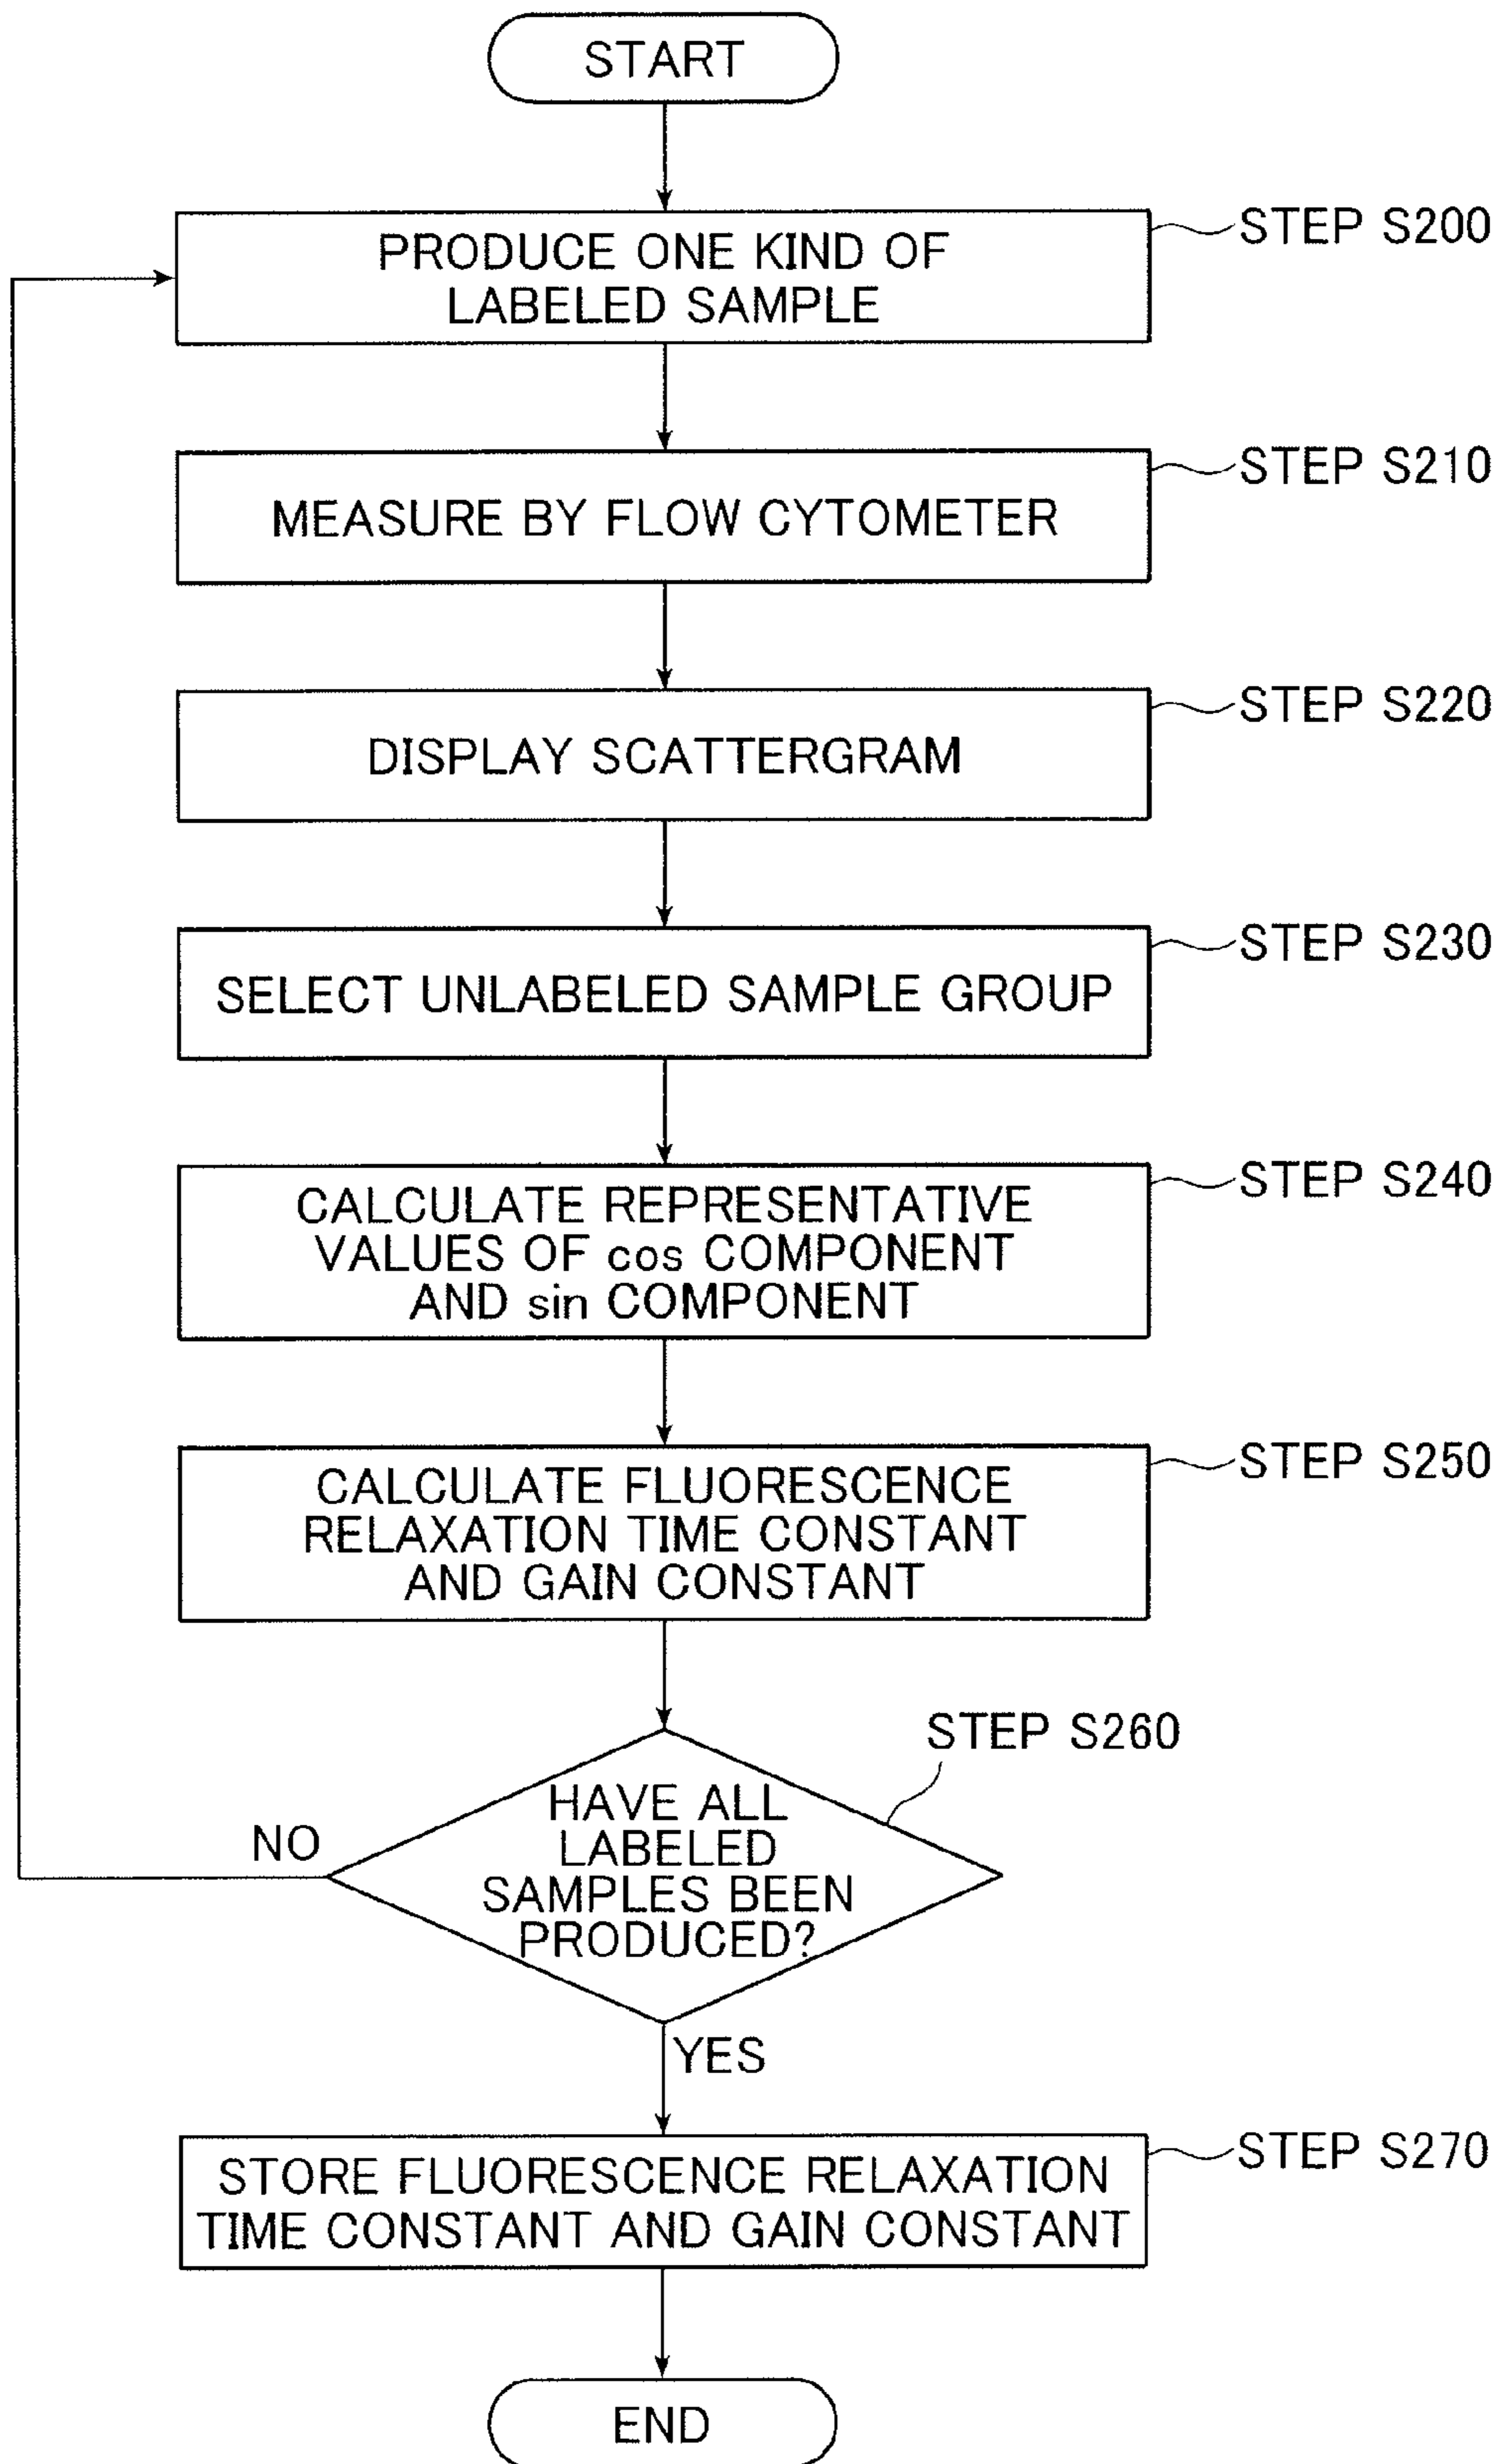 START
PRODUCE ONE KIND OF
LABELED SAMPLE
STEP S200
MEASURE BY FLOW CYTOMETER
STEP S210
DISPLAY SCATTERGRAM
STEP S220
SELECT UNLABELED SAMPLE GROUP
STEP S230
CALCULATE REPRESENTATIVE
VALUES OF cos COMPONENT
AND sin COMPONENT
STEP S240
CALCULATE FLUORESCENCE
RELAXATION TIME CONSTANT
AND GAIN CONSTANT
STEP S250
STEP S260
HAVE ALL
LABELED
SAMPLES BEEN
PRODUCED?
NO
YES
STORE FLUORESCENCE RELAXATION
TIME CONSTANT AND GAIN CONSTANT
STEP S270
END